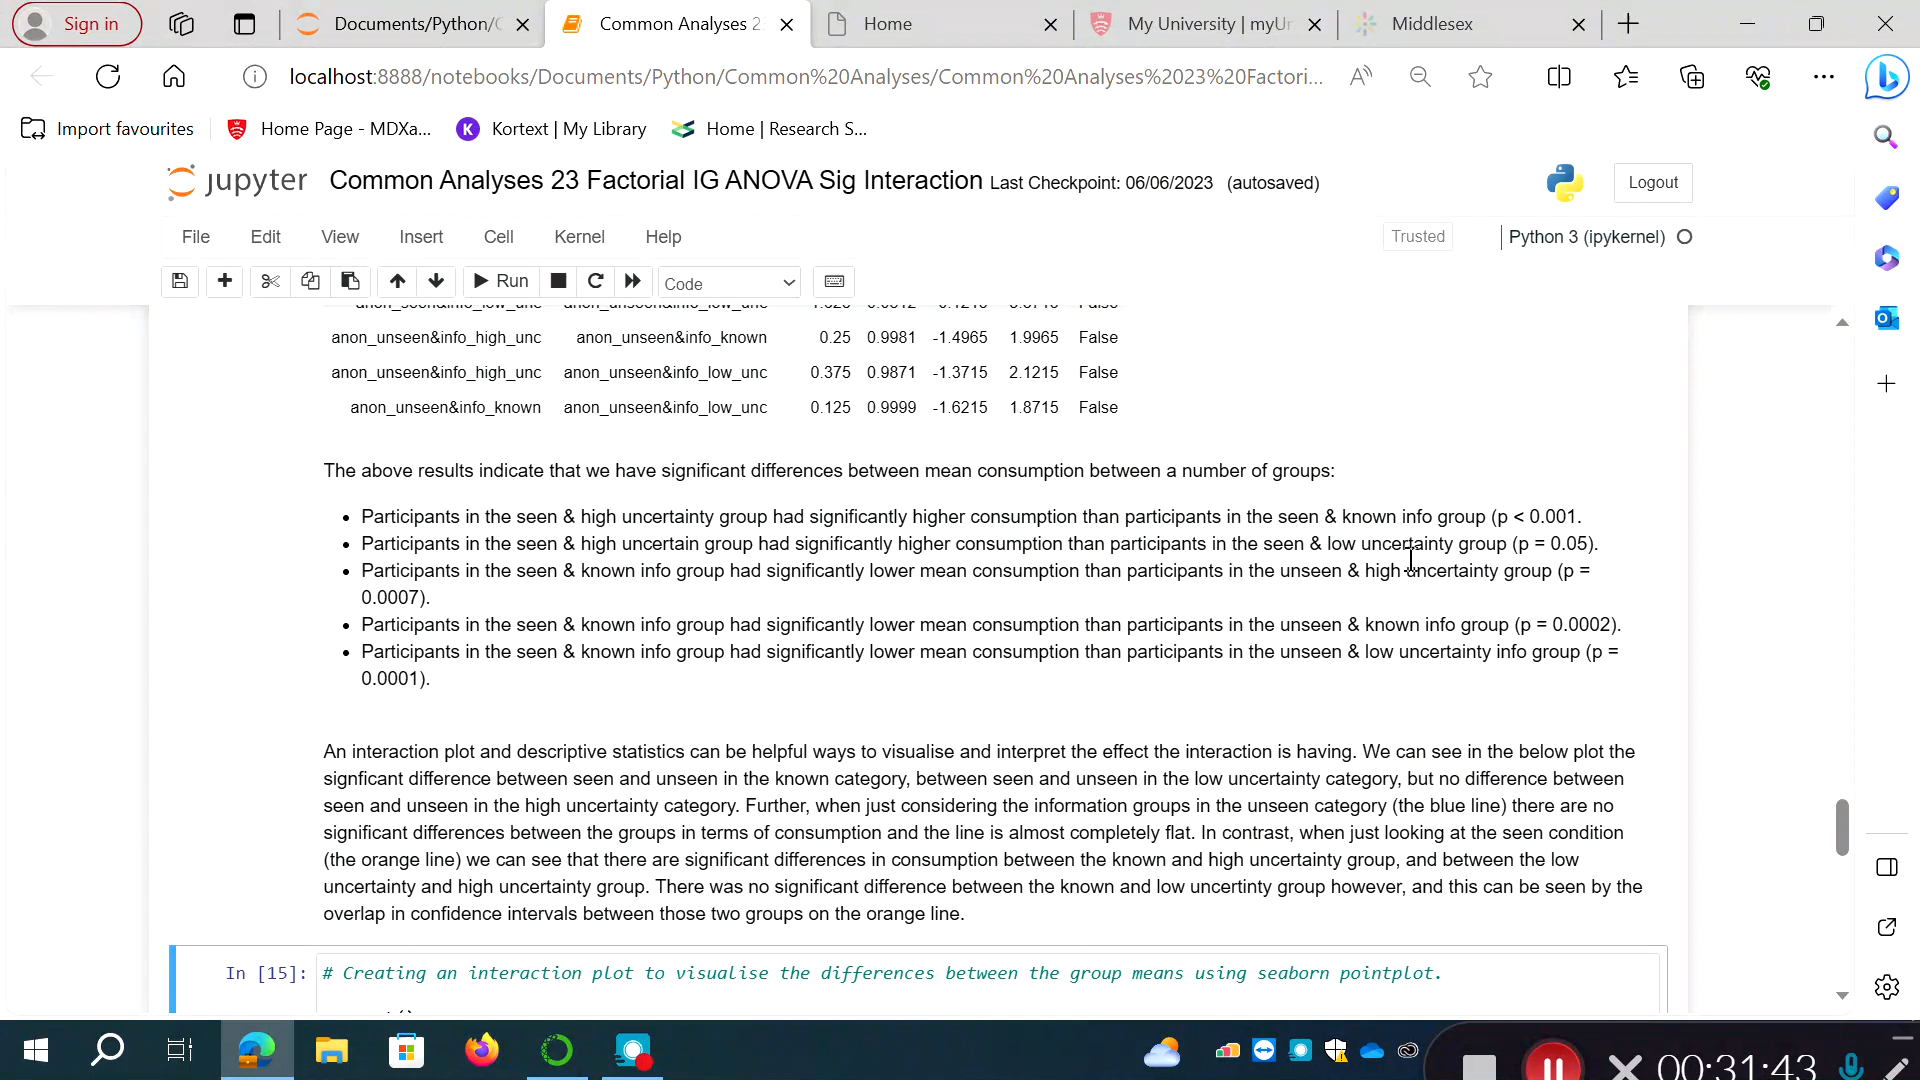 Sign in
Documents/Python/C
Common Analyses 2
Home
My University | myUr
Middlesex
localhost:8888/notebooks/Documents/Python/Common%20Analyses/Common%20Analyses%2023%20Factori...
Import favourites
Home Page - MDXa...
Kortext | My Library
Home | Research S...
jupyter Common Analyses 23 Factorial IG ANOVA Sig Interaction Last Checkpoint: 06/06/2023 (autosaved)
Logout
File Edit View Insert Cell Kernel Help
Trusted
Python 3 (ipykernel)
Run
Code
anon_unseen&info_high_unc anon_unseen&info_known 0.25 0.9981 -1.4965 1.9965 False
anon_unseen&info_high_unc anon_unseen&info_low_unc 0.375 0.9871 -1.3715 2.1215 False
anon_unseen&info_known anon_unseen&info_low_unc 0.125 0.9999 -1.6215 1.8715 False
The above results indicate that we have significant differences between mean consumption between a number of groups:
• Participants in the seen & high uncertainty group had significantly higher consumption than participants in the seen & known info group (p < 0.001.
• Participants in the seen & high uncertain group had significantly higher consumption than participants in the seen & low uncertainty group (p = 0.05).
• Participants in the seen & known info group had significantly lower mean consumption than participants in the unseen & high uncertainty group (p =
0.0007).
• Participants in the seen & known info group had significantly lower mean consumption than participants in the unseen & known info group (p = 0.0002).
• Participants in the seen & known info group had significantly lower mean consumption than participants in the unseen & low uncertainty info group (p =
0.0001).
An interaction plot and descriptive statistics can be helpful ways to visualise and interpret the effect the interaction is having. We can see in the below plot the
signficant difference between seen and unseen in the known category, between seen and unseen in the low uncertainty category, but no difference between
seen and unseen in the high uncertainty category. Further, when just considering the information groups in the unseen category (the blue line) there are no
significant differences between the groups in terms of consumption and the line is almost completely flat. In contrast, when just looking at the seen condition
(the orange line) we can see that there are significant differences in consumption between the known and high uncertainty group, and between the low
uncertainty and high uncertainty group. There was no significant difference between the known and low uncertinty group however, and this can be seen by the
overlap in confidence intervals between those two groups on the orange line.
In [15]: # Creating an interaction plot to visualise the differences between the group means using seaborn pointplot.
00:31:43